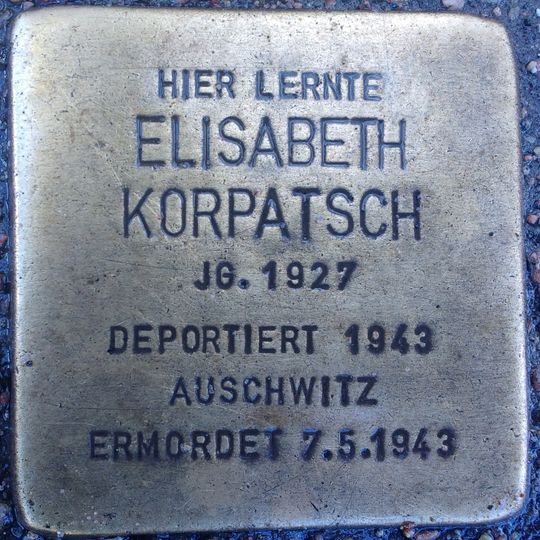 HIER LERNTE
ELISABETH
KORPATSCH
JG. 1927
DEPORTIERT 1943
AUSCHWITZ
ERMORDET 7.5.1943